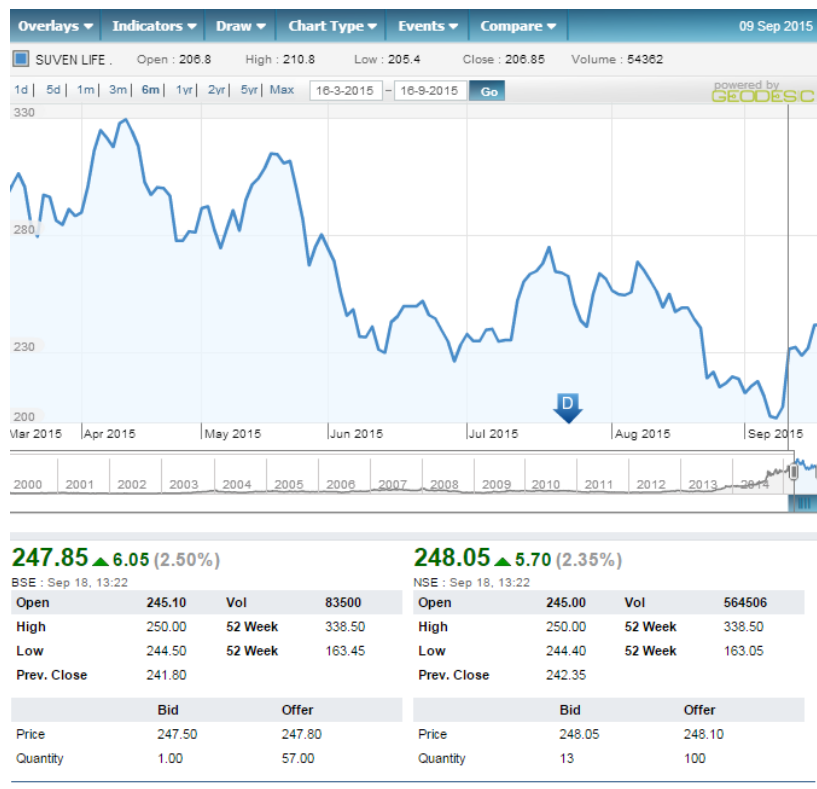 Overlays Indicators Draw Chart Type Events Compare 09 Sep 2015
SUVEN LIFE . Open : 206.8 High : 210.8 Low : 205.4 Close : 206.85 Volume : 54362
1d| 5d| 1m| 3m| 6m| 1yr| 2yr| 5yr| Max 16-3-2015 – 16-9-2015 Go powered by
GEODESIC
330
280
230
D
200
Mar 2015 Apr 2015 May 2015 Jun 2015 Jul 2015 Aug 2015 Sep 2015
2000 2001 2002 2003 2004 2005 2006 2007 2008 2009 2010 2011 2012 2013 2014
247.85 6.05 (2.50%) 248.05 5.70 (2.35%)
BSE : Sep 18, 13:22 NSE : Sep 18, 13:22
Open 245.10 Vol 83500 Open 245.00 Vol 564506
High 250.00 52 Week 338.50 High 250.00 52 Week 338.50
Low 244.50 52 Week 163.45 Low 244.40 52 Week 163.05
Prev. Close 241.80 Prev. Close 242.35
Bid Offer Bid Offer
Price 247.50 247.80 Price 248.05 248.10
Quantity 1.00 57.00 Quantity 13 100